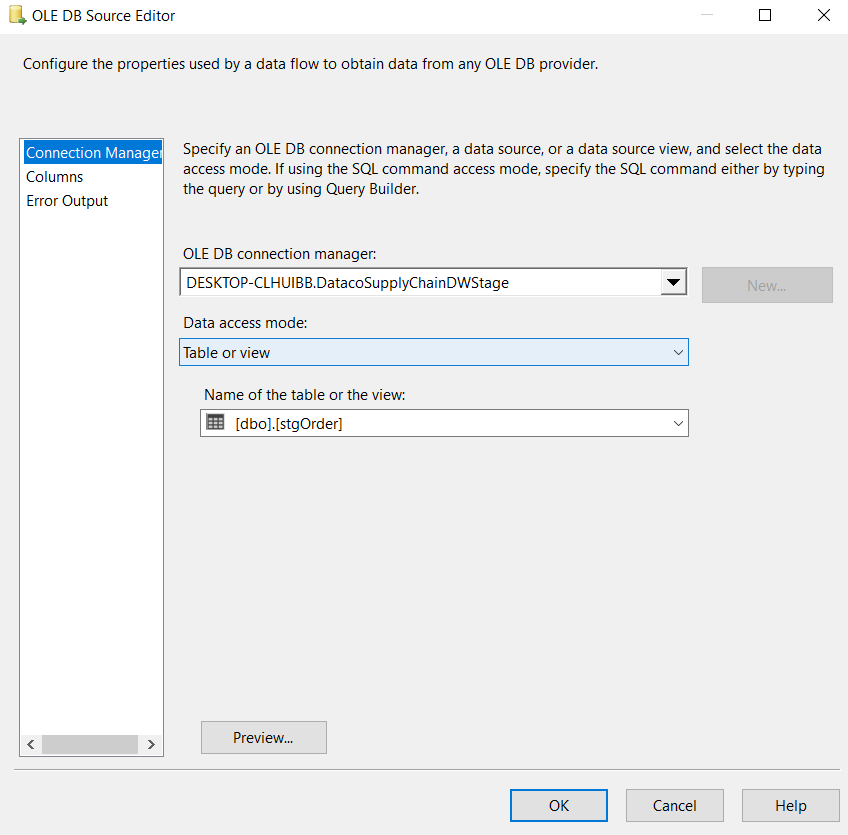 OLE DB Source Editor
Configure the properties used by a data flow to obtain data from any OLE DB provider.
Connection Manager
Columns
Error Output
Specify an OLE DB connection manager, a data source, or a data source view, and select the data
access mode. If using the SQL command access mode, specify the SQL command either by typing
the query or by using Query Builder.
OLE DB connection manager:
DESKTOP-CLHUIBB.DatacoSupplyChainDWStage
New...
Data access mode:
Table or view
Name of the table or the view:
[dbo].[stgOrder]
Preview...
OK
Cancel
Help